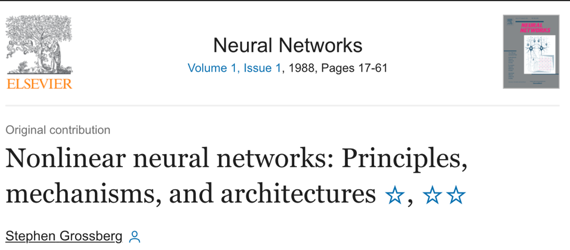 Neural Networks
Volume 1, Issue 1, 1988, Pages 17-61
ELSEVIER
Original contribution
Nonlinear neural networks: Principles,
mechanisms, and architectures ☆, ☆☆
Stephen Grossberg